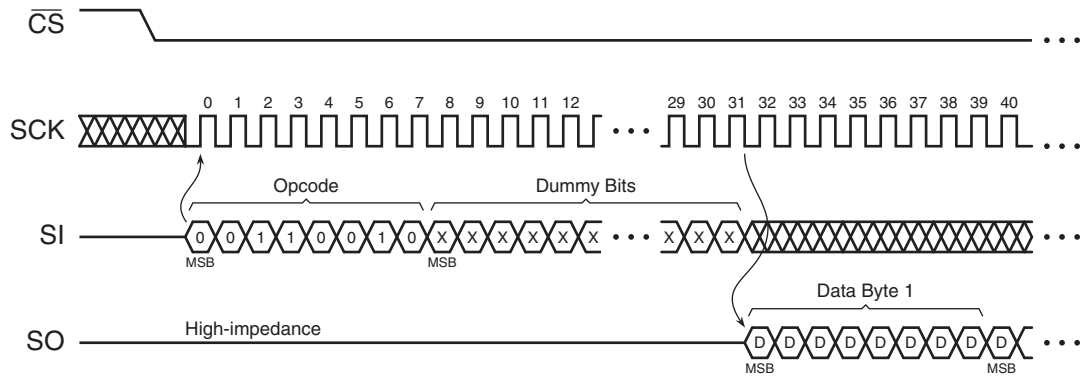 CS
0 1 2 3 4 5 6 7 8 9 10 11 12 29 30 31 32 33 34 35 36 37 38 39 40
SCK
Opcode Dummy Bits
SI 0 0 1 1 0 0 1 0 X X X X X X X X X
MSB MSB
Data Byte 1
High-impedance
SO D D D D D D D D D
MSB MSB